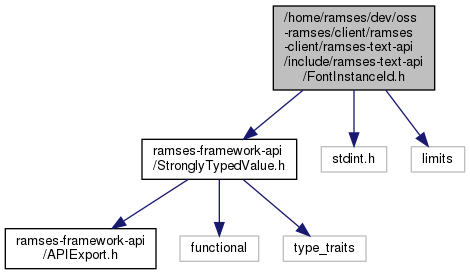 /home/ramses/dev/oss
-ramses/client/ramses
-client/ramses-text-api
/include/ramses-text-api
/FontInstanceId.h
ramses-framework-api
/StronglyTypedValue.h
stdint.h
limits
ramses-framework-api
/APIExport.h
functional
type_traits